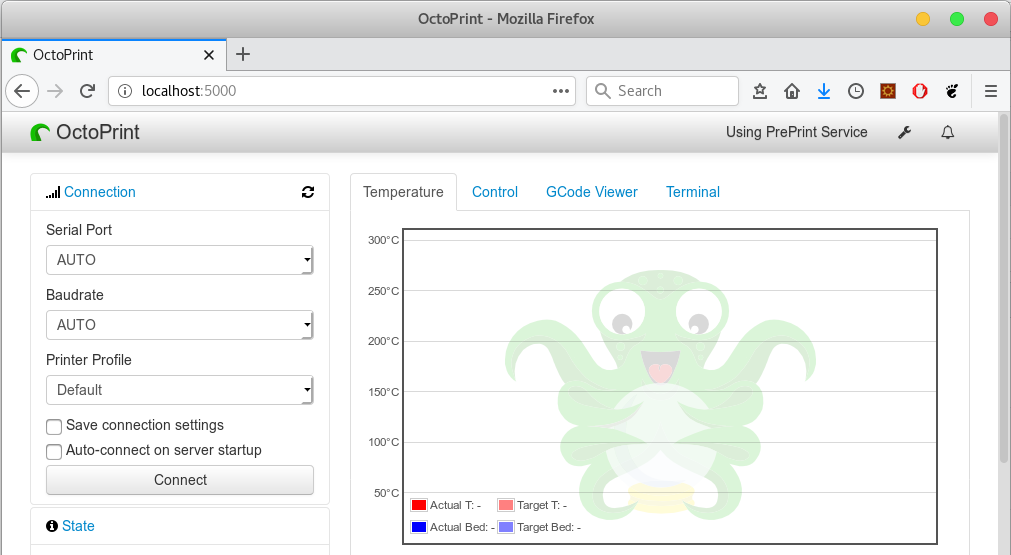 OctoPrint - Mozilla Firefox
OctoPrint
localhost:5000
Search
OctoPrint
Using PrePrint Service
Connection
Serial Port
AUTO
Baudrate
AUTO
Printer Profile
Default
Save connection settings
Auto-connect on server startup
Connect
State
Temperature Control GCode Viewer Terminal
300°C
250°C
200°C
150°C
100°C
50°C
Actual T: - Target T: -
Actual Bed: - Target Bed: -